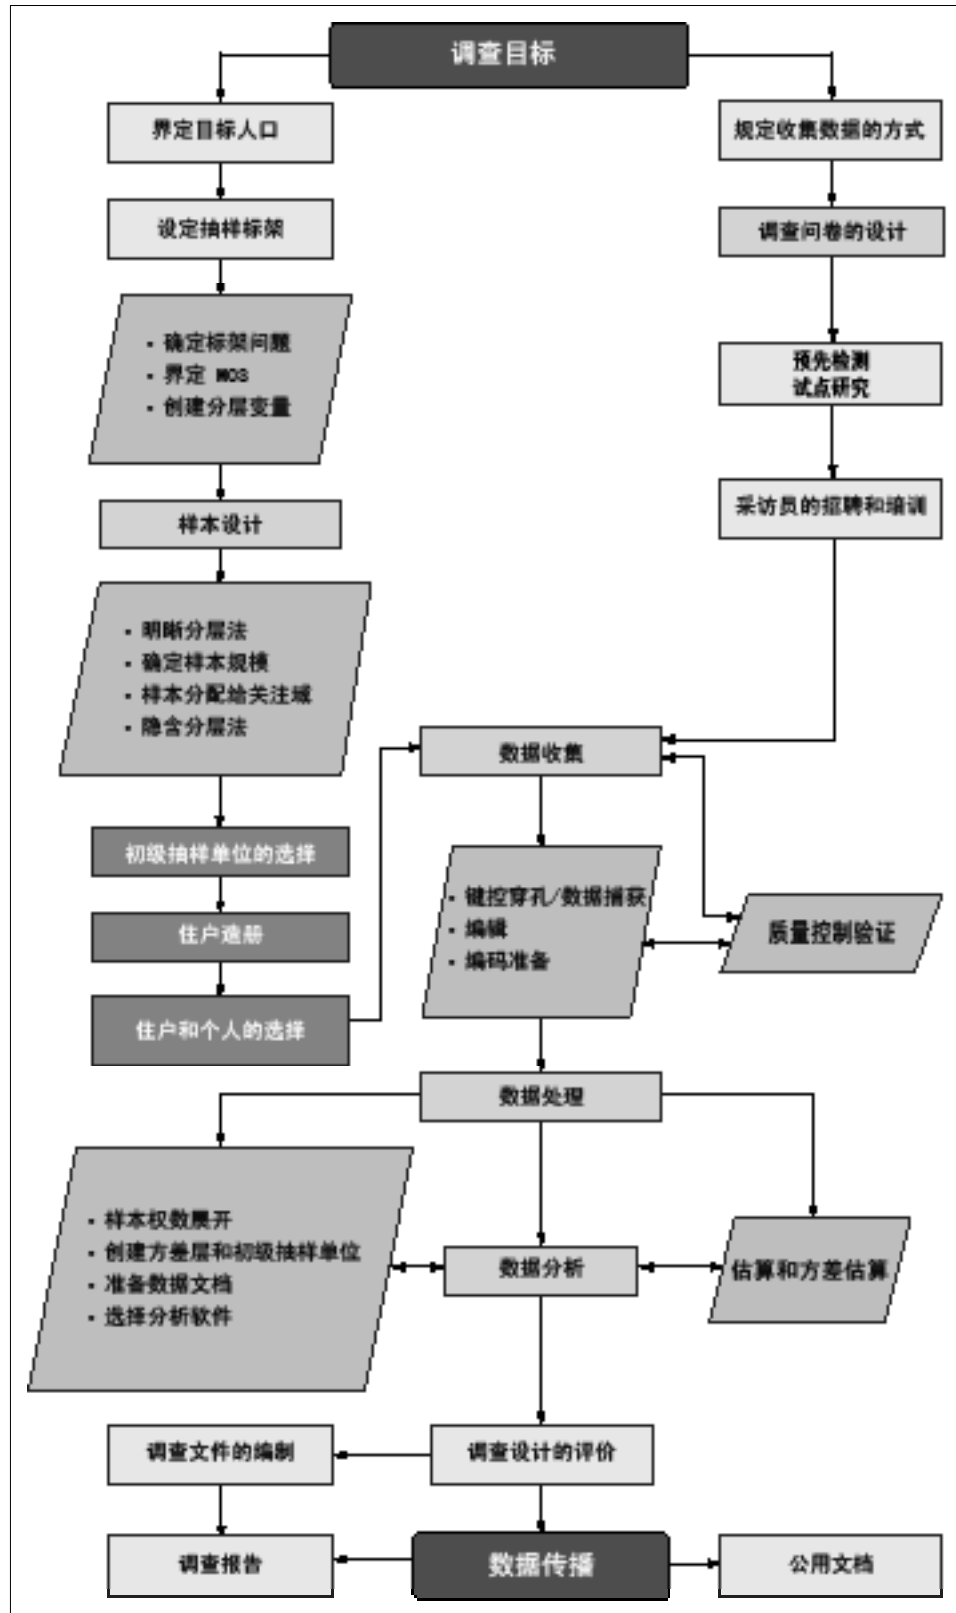 调查目标
界定目标人口
规定收集数据的方式
设定抽样标架
调查问卷的设计
▪ 确定标架问题
▪ 界定 MOS
▪ 创建分层变量
预先检测
试点研究
样本设计
采访员的招聘和培训
▪ 明晰分层法
▪ 确定样本规模
▪ 样本分配给关注域
▪ 隐含分层法
数据收集
初级抽样单位的选择
住户造册
住户和个人的选择
▪ 键控穿孔/数据捕获
▪ 编辑
▪ 编码准备
质量控制验证
数据处理
▪ 样本权数展开
▪ 创建方差层和初级抽样单位
▪ 准备数据文档
▪ 选择分析软件
数据分析
估算和方差估算
调查文件的编制
调查设计的评价
调查报告
数据传播
公用文档